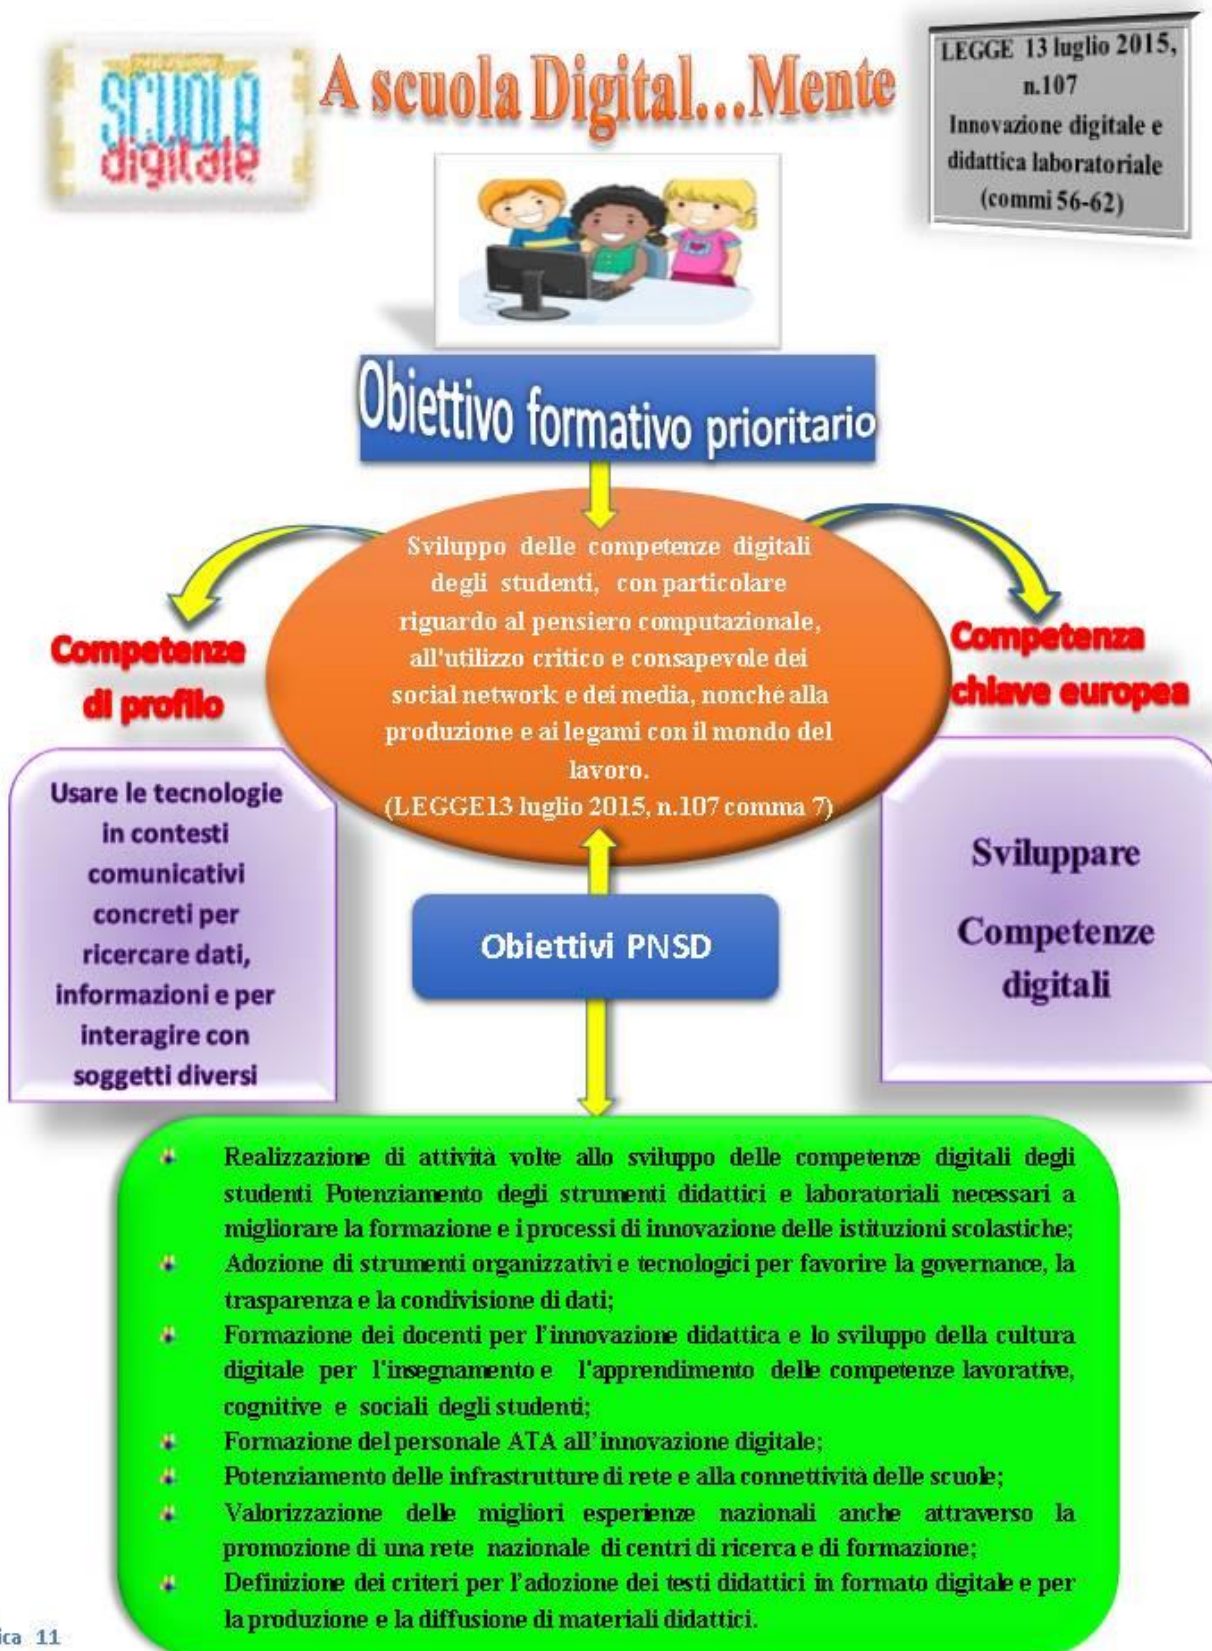 SCUOLA
digitale
A scuola Digital...Mente
LEGGE 13 luglio 2015,
n.107
Innovazione digitale e
didattica laboratoriale
(commi 56-62)
Obiettivo formativo prioritario
Sviluppo delle competenze digitali
degli studenti, con particolare
riguardo al pensiero computazionale,
all'utilizzo critico e consapevole dei
social network e dei media, nonché alla
produzione e ai legami con il mondo del
lavoro.
(LEGGE13 luglio 2015, n.107 comma 7)
Competenze
di profilo
Usare le tecnologie
in contesti
comunicativi
concreti per
ricercare dati,
informazioni e per
interagire con
soggetti diversi
Competenza
chiave europea
Sviluppare
Competenze
digitali
Obiettivi PNSD
Realizzazione di attività volte allo sviluppo delle competenze digitali degli
studenti Potenziamento degli strumenti didattici e laboratoriali necessari a
migliorare la formazione e i processi di innovazione delle istituzioni scolastiche;
Adozione di strumenti organizzativi e tecnologici per favorire la governance, la
trasparenza e la condivisione di dati;
Formazione dei docenti per l'innovazione didattica e lo sviluppo della cultura
digitale per l'insegnamento e l'apprendimento delle competenze lavorative,
cognitive e sociali degli studenti;
Formazione del personale ATA all'innovazione digitale;
Potenziamento delle infrastrutture di rete e alla connettività delle scuole;
Valorizzazione delle migliori esperienze nazionali anche attraverso la
promozione di una rete nazionale di centri di ricerca e di formazione;
Definizione dei criteri per l'adozione dei testi didattici in formato digitale e per
la produzione e la diffusione di materiali didattici.
ica 11